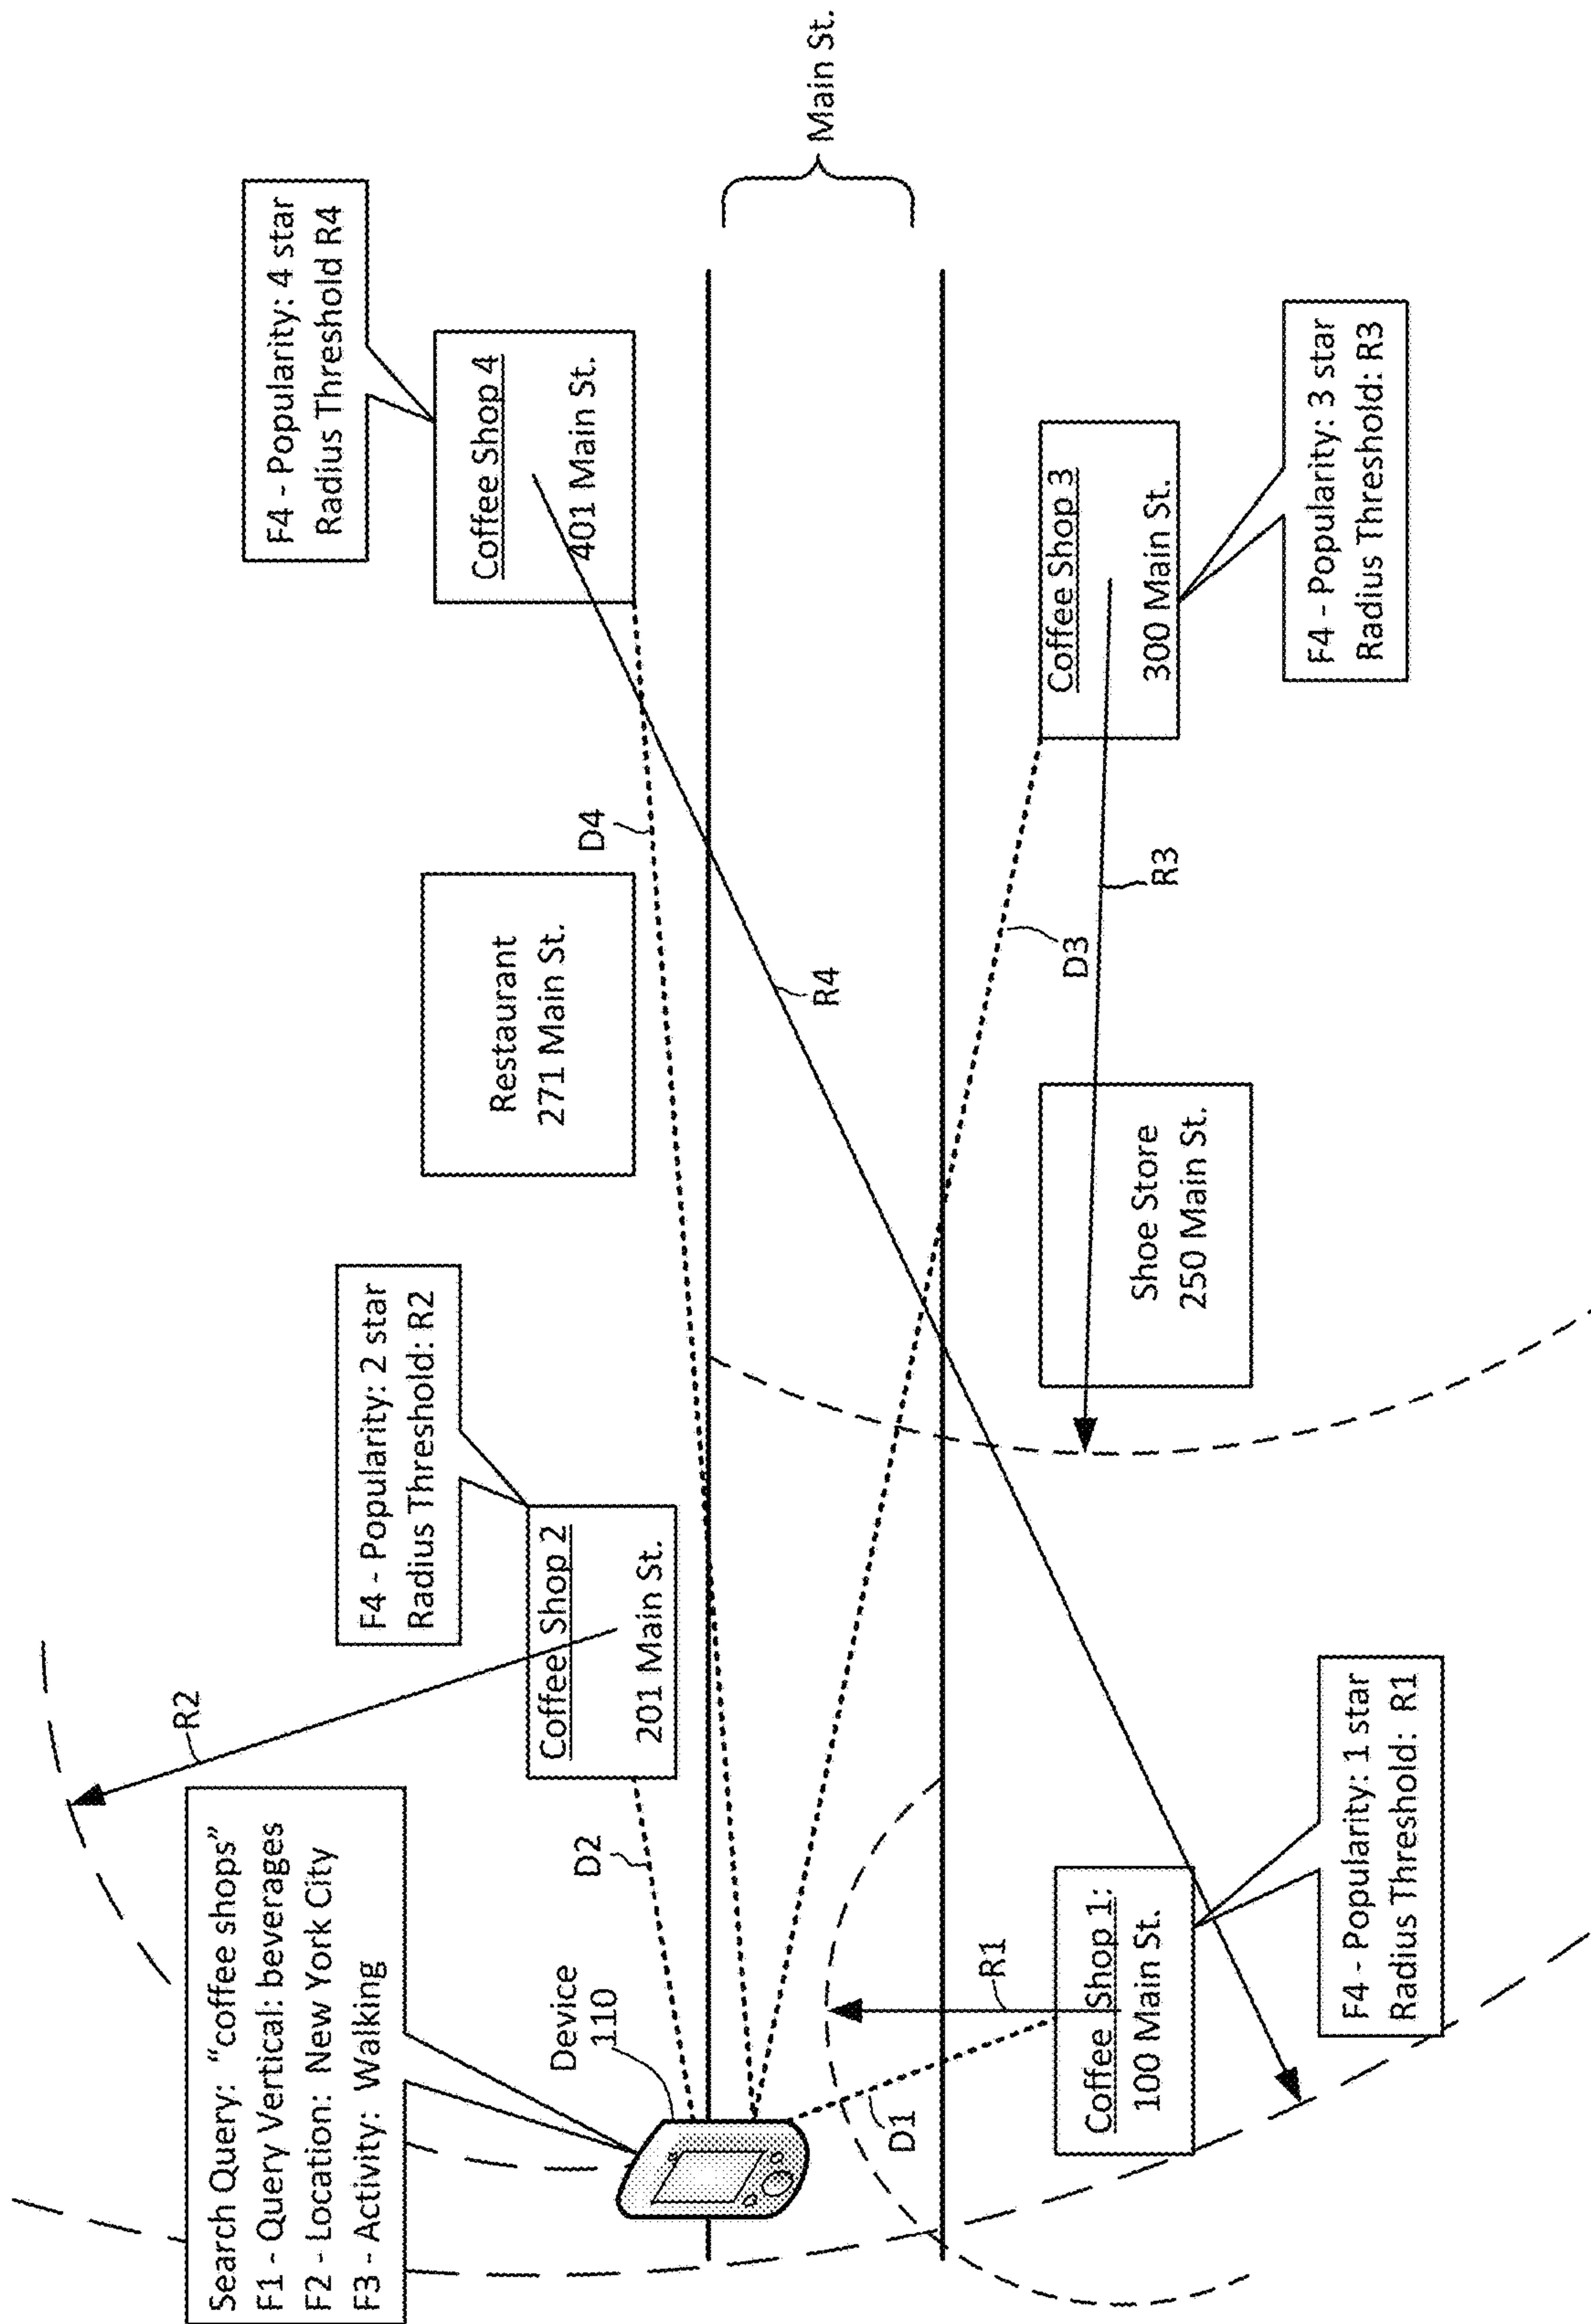 Search Query: “coffee shops”
F1 - Query Vertical: beverages
F2 - Location: New York City
F3 - Activity: Walking
R2
F4 - Popularity: 2 star
Radius Threshold: R2
F4 - Popularity: 4 star
Radius Threshold R4
Coffee Shop 2
201 Main St.
Restaurant
271 Main St.
Coffee Shop 4
401 Main St.
Device
110
D2
D4
R4
Main St.
D1
R1
D3
R3
Coffee Shop 1:
100 Main St.
Shoe Store
250 Main St.
Coffee Shop 3
300 Main St.
F4 - Popularity: 1 star
Radius Threshold: R1
F4 - Popularity: 3 star
Radius Threshold: R3